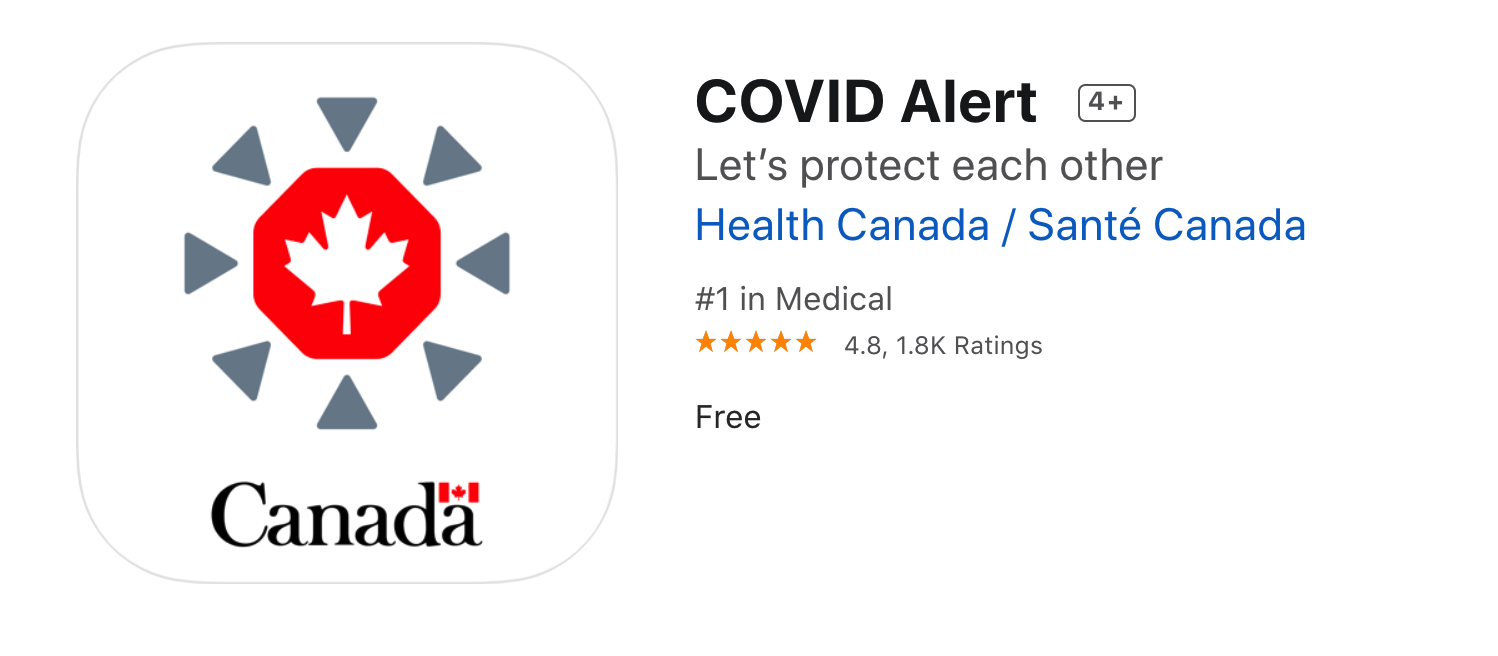 COVID Alert 4+
Let’s protect each other
Health Canada / Santé Canada
#1 in Medical
4.8, 1.8K Ratings
Free
Canada